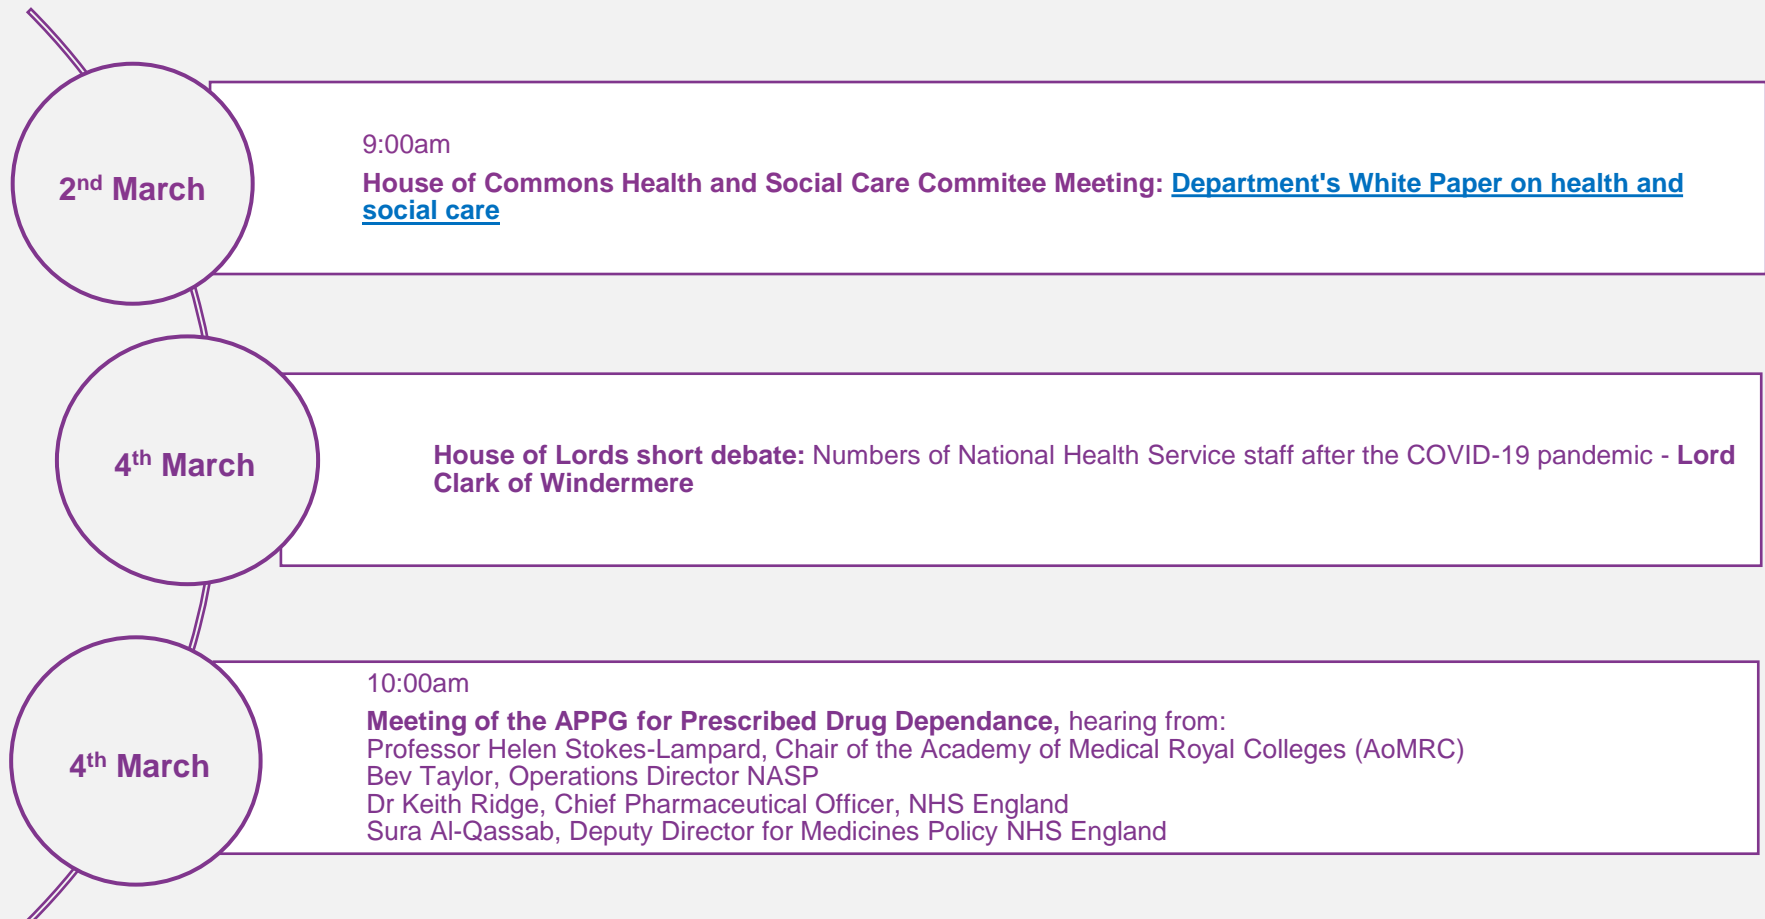 2nd March
9:00am
House of Commons Health and Social Care Commitee Meeting: Department's White Paper on health and
social care
4th March
House of Lords short debate: Numbers of National Health Service staff after the COVID-19 pandemic - Lord
Clark of Windermere
4th March
10:00am
Meeting of the APPG for Prescribed Drug Dependance, hearing from:
Professor Helen Stokes-Lampard, Chair of the Academy of Medical Royal Colleges (AoMRC)
Bev Taylor, Operations Director NASP
Dr Keith Ridge, Chief Pharmaceutical Officer, NHS England
Sura Al-Qassab, Deputy Director for Medicines Policy NHS England